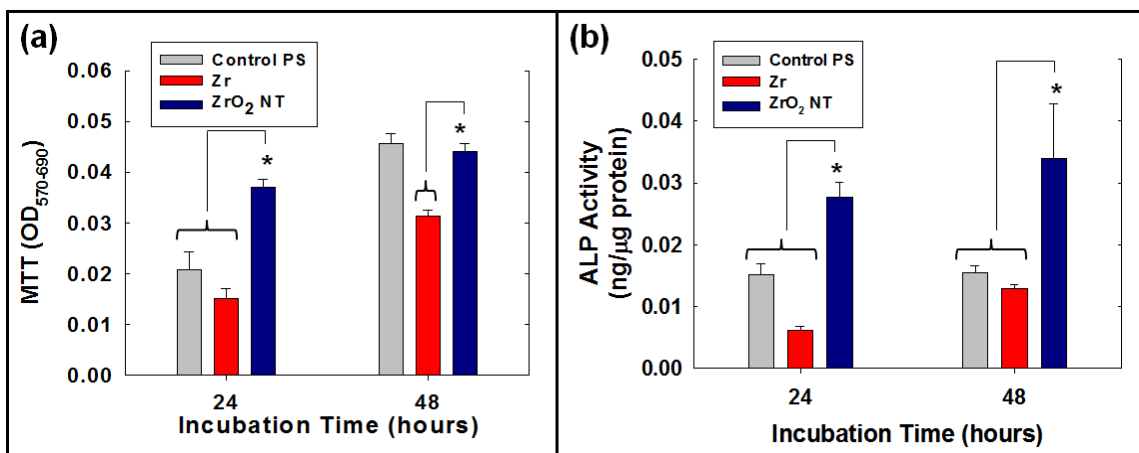 (a)
Control PS
Zr
ZrO₂ NT
MTT (OD₅₇₀₋₆₉₀)
0.06
0.05
0.04
0.03
0.02
0.01
0.00
*
*
24
48
Incubation Time (hours)
(b)
Control PS
Zr
ZrO₂ NT
ALP Activity
(ng/μg protein)
0.05
0.04
0.03
0.02
0.01
0.00
*
*
24
48
Incubation Time (hours)